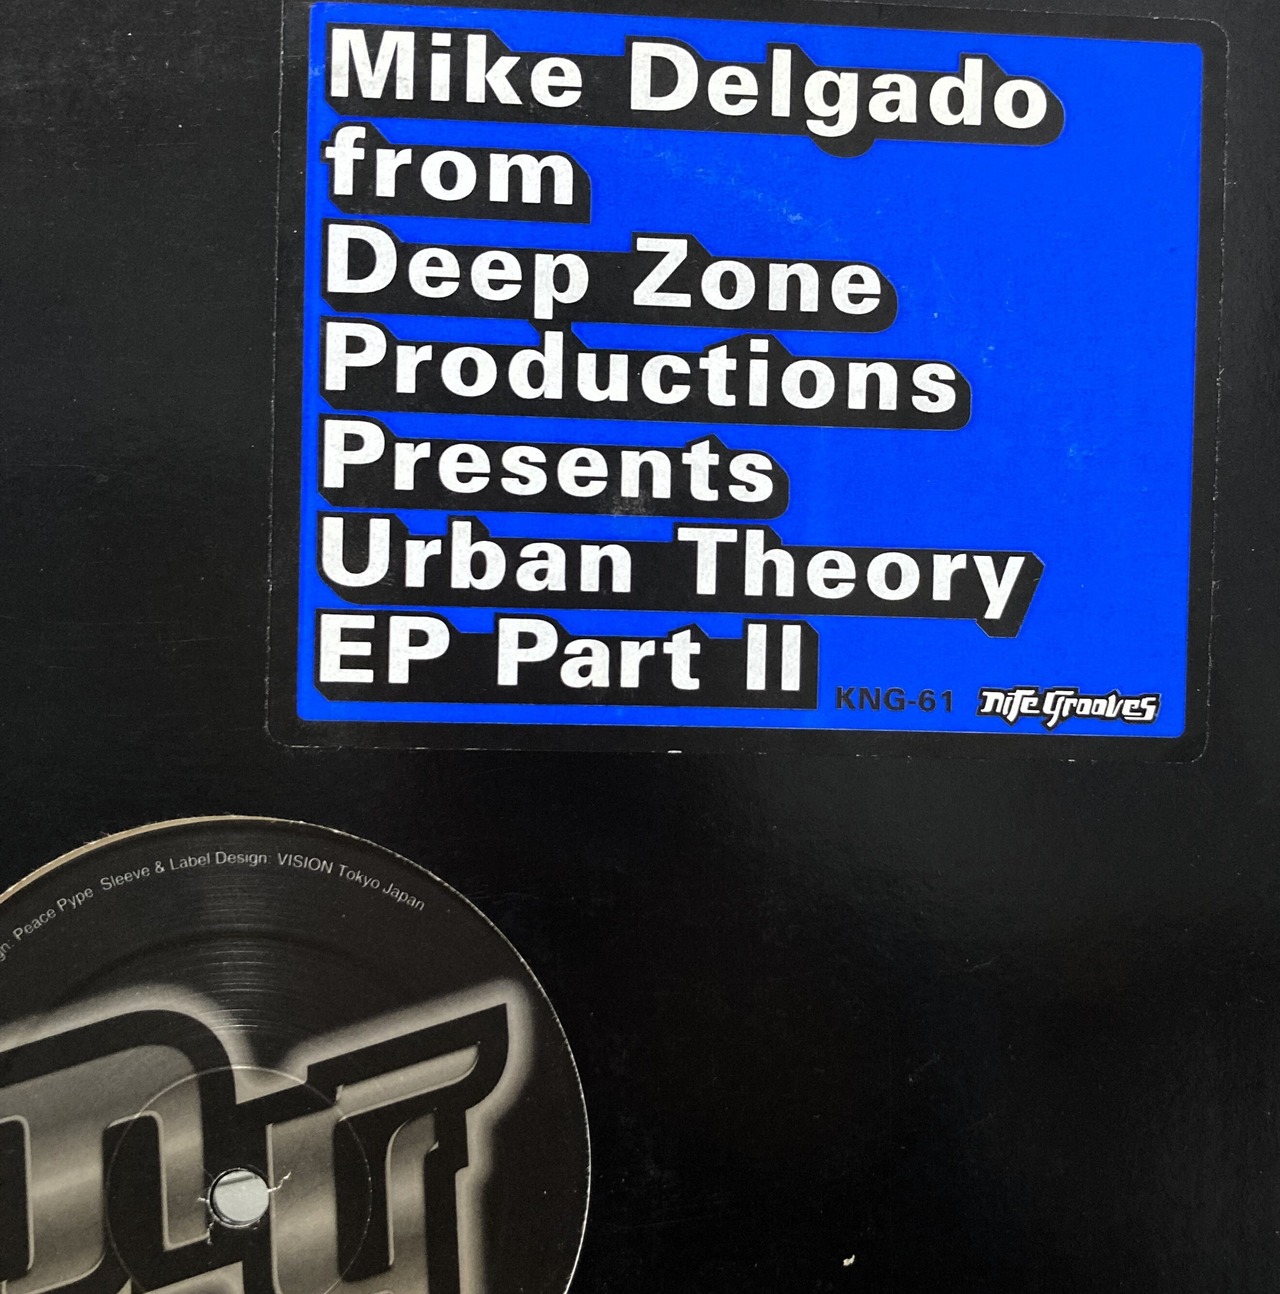 Mike Delgado
from
Deep Zone
Productions
Presents
Urban Theory
EP Part II
KNG-61 nite Grooves
Peace Pype Sleeve & Label Design: VISION Tokyo Japan